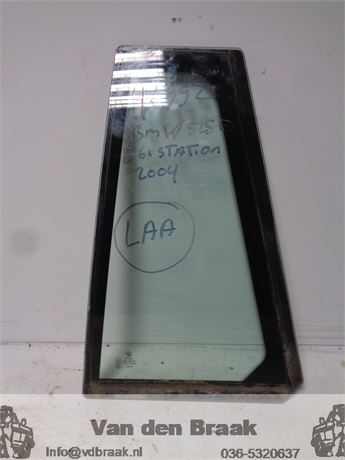 BMW 525
E61 STATION
2004
LAA
Van den Braak
Info@vdbraak.nl
036-5320637